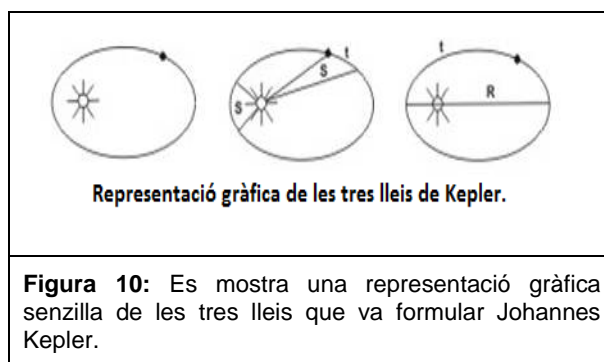 t
S
S
t
R
Representació gràfica de les tres lleis de Kepler.
Figura 10: Es mostra una representació gràfica
senzilla de les tres lleis que va formular Johannes
Kepler.